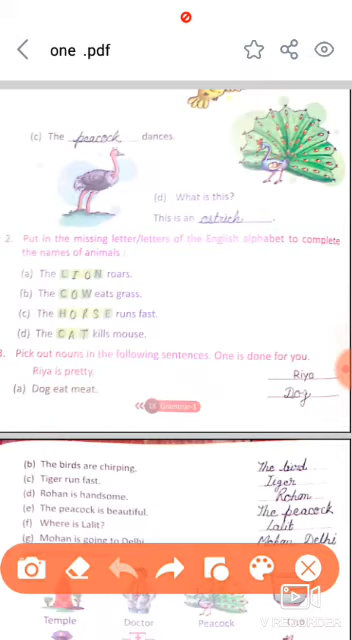 one .pdf
(c) The peacock dances.
(d) What is this?
This is an ostrich.
2. Put in the missing letter/letters of the English alphabet to complete
the names of animals :
(a) The LION roars.
(b) The COW eats grass.
(c) The HORSE runs fast.
(d) The CAT kills mouse.
3. Pick out nouns in the following sentences. One is done for you.
Riya is pretty. Riya
(a) Dog eat meat. Dog
18 Grammar-1
(b) The birds are chirping. The bird
(c) Tiger run fast. Tiger
(d) Rohan is handsome. Rohan
(e) The peacock is beautiful. The peacock
(f) Where is Lalit? Lalit
(g) Mohan is going to Delhi. Mohan Delhi
Temple Doctor Peacock
V RECORDER